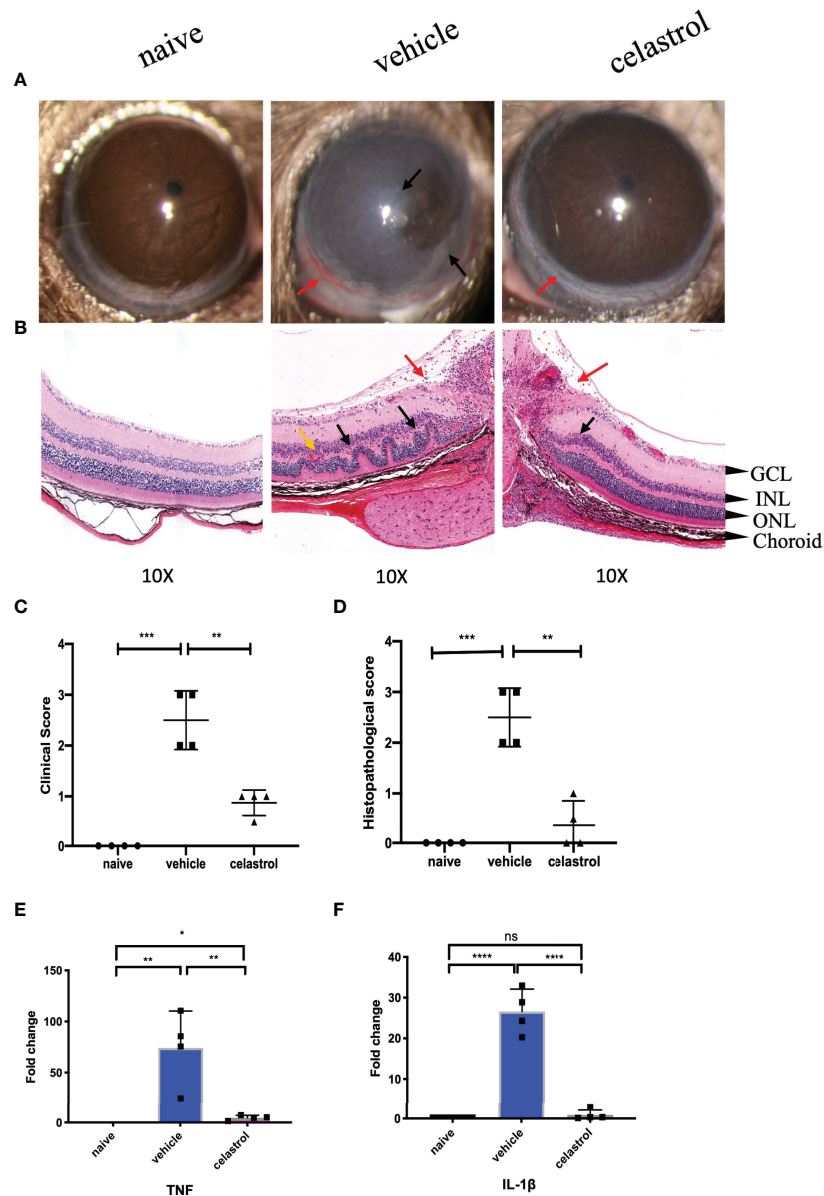 naive vehicle celastrol
A
B
GCL
INL
ONL
Choroid
10X 10X 10X
C
*** **
4
3
2
1
0
Clinical Score
naive vehicle celastrol
D
*** **
4
3
2
1
0
Histopathological score
naive vehicle celastrol
E
*
** **
150
100
50
0
Fold change
naive vehicle celastrol
TNF
F
ns
**** ****
40
30
20
10
0
Fold change
naive vehicle celastrol
IL-1β